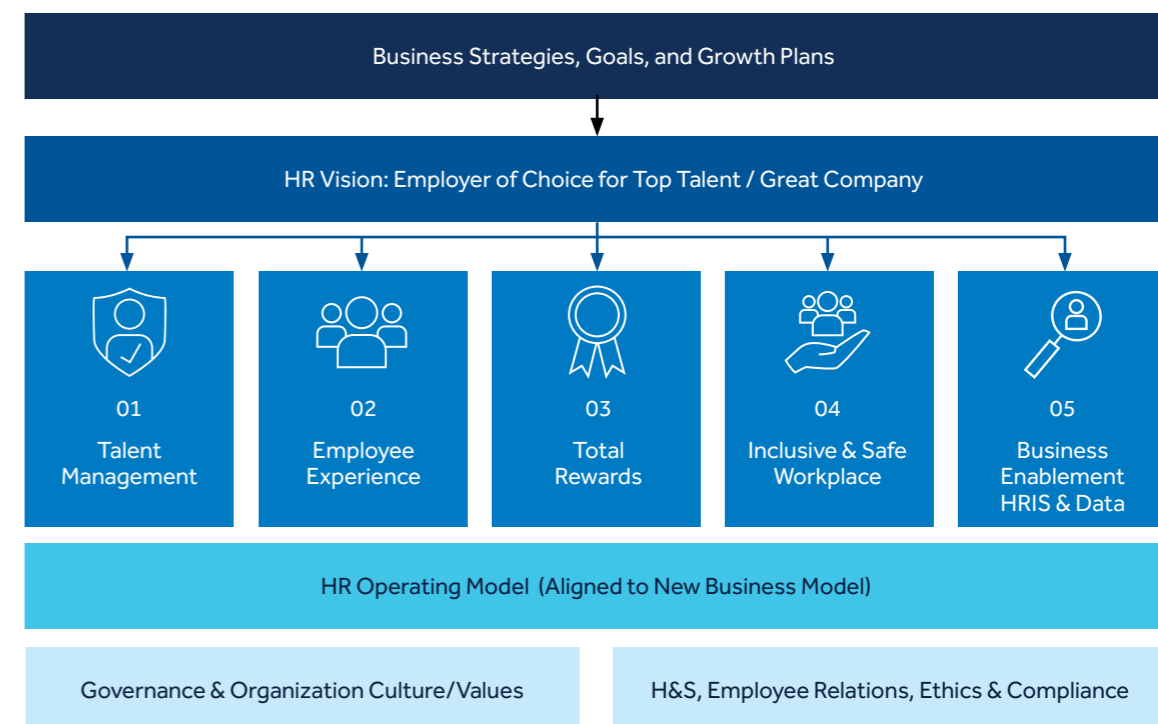 Business Strategies, Goals, and Growth Plans
HR Vision: Employer of Choice for Top Talent / Great Company
01
Talent
Management
02
Employee
Experience
03
Total
Rewards
04
Inclusive & Safe
Workplace
05
Business
Enablement
HRIS & Data
HR Operating Model (Aligned to New Business Model)
Governance & Organization Culture/Values
H&S, Employee Relations, Ethics & Compliance